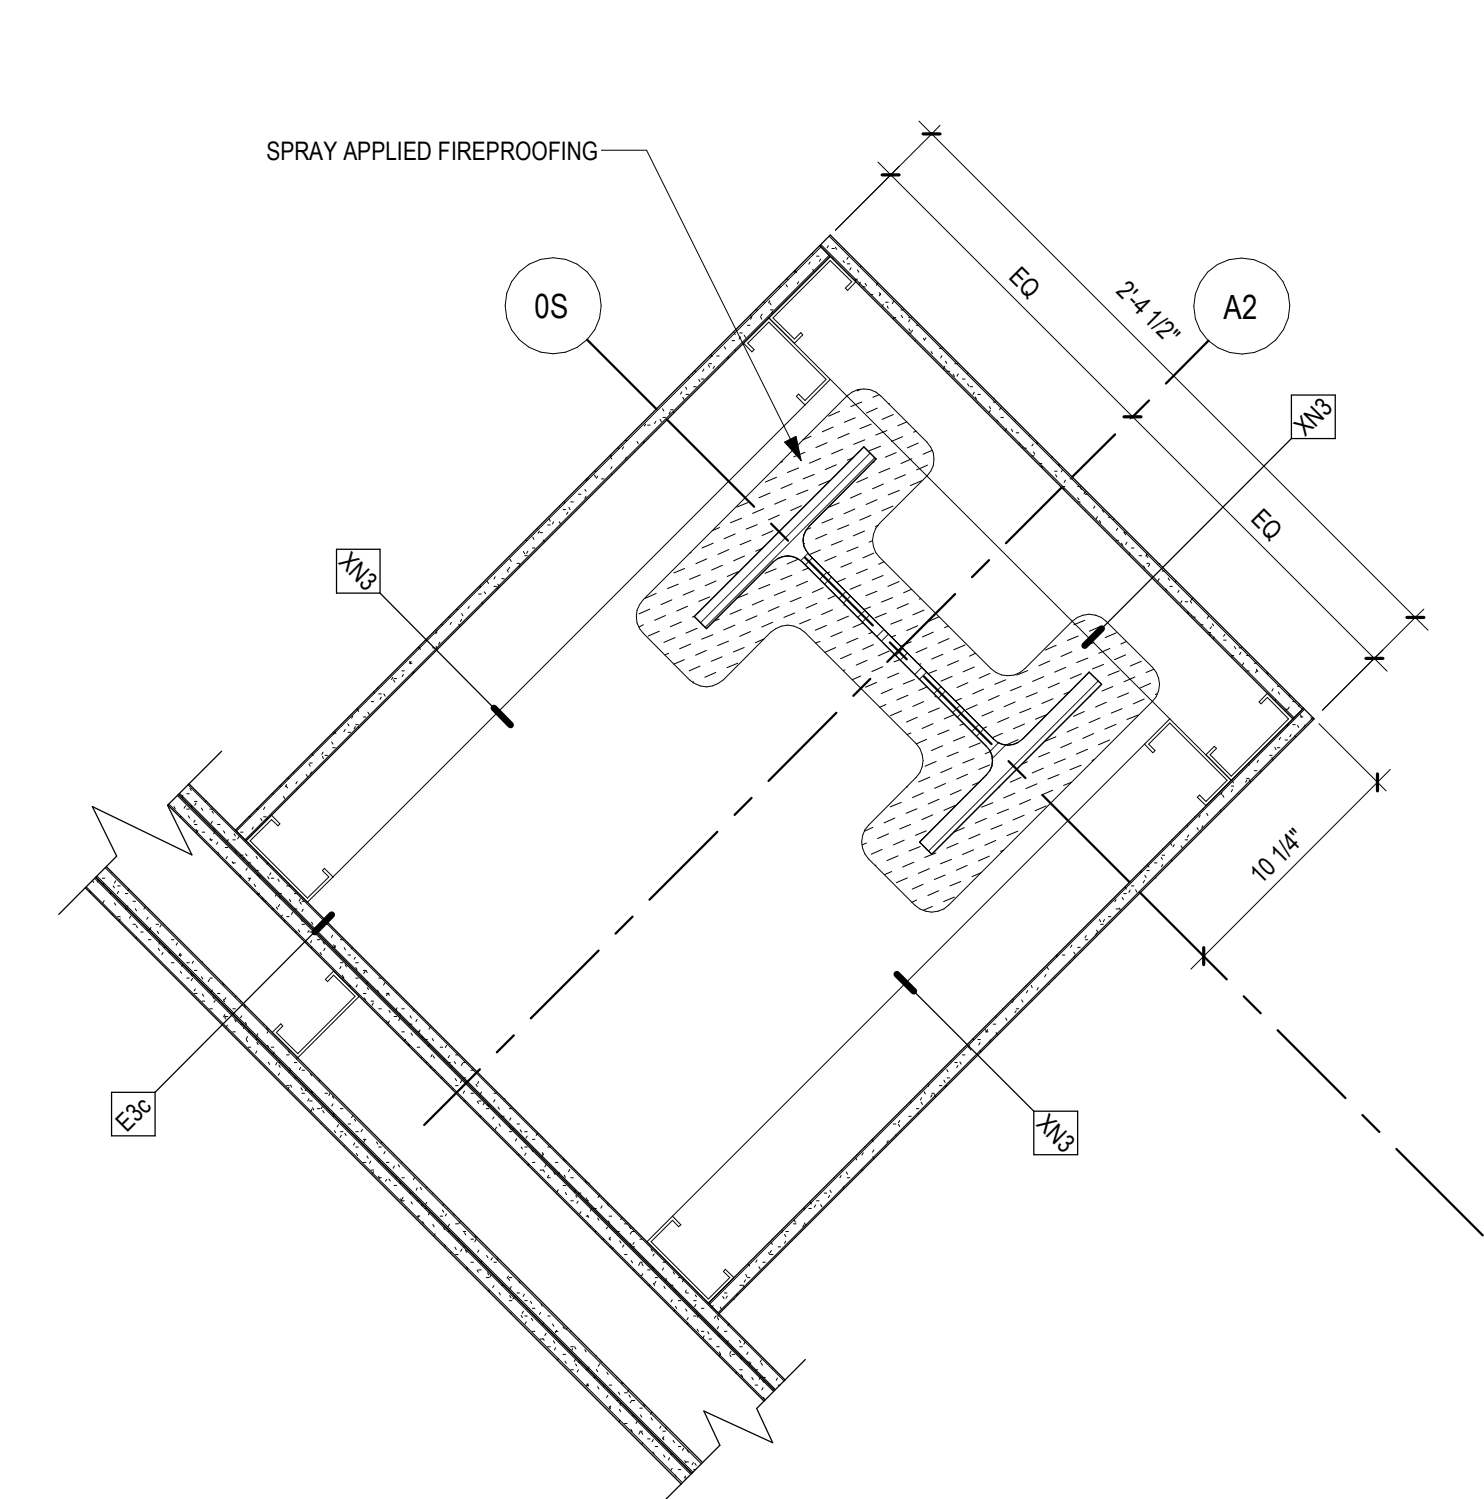 SPRAY APPLIED FIREPROOFING
0S
A2
EQ
2'-4 1/2"
XN3
EQ
XN3
10 1/4"
E3c
XN3